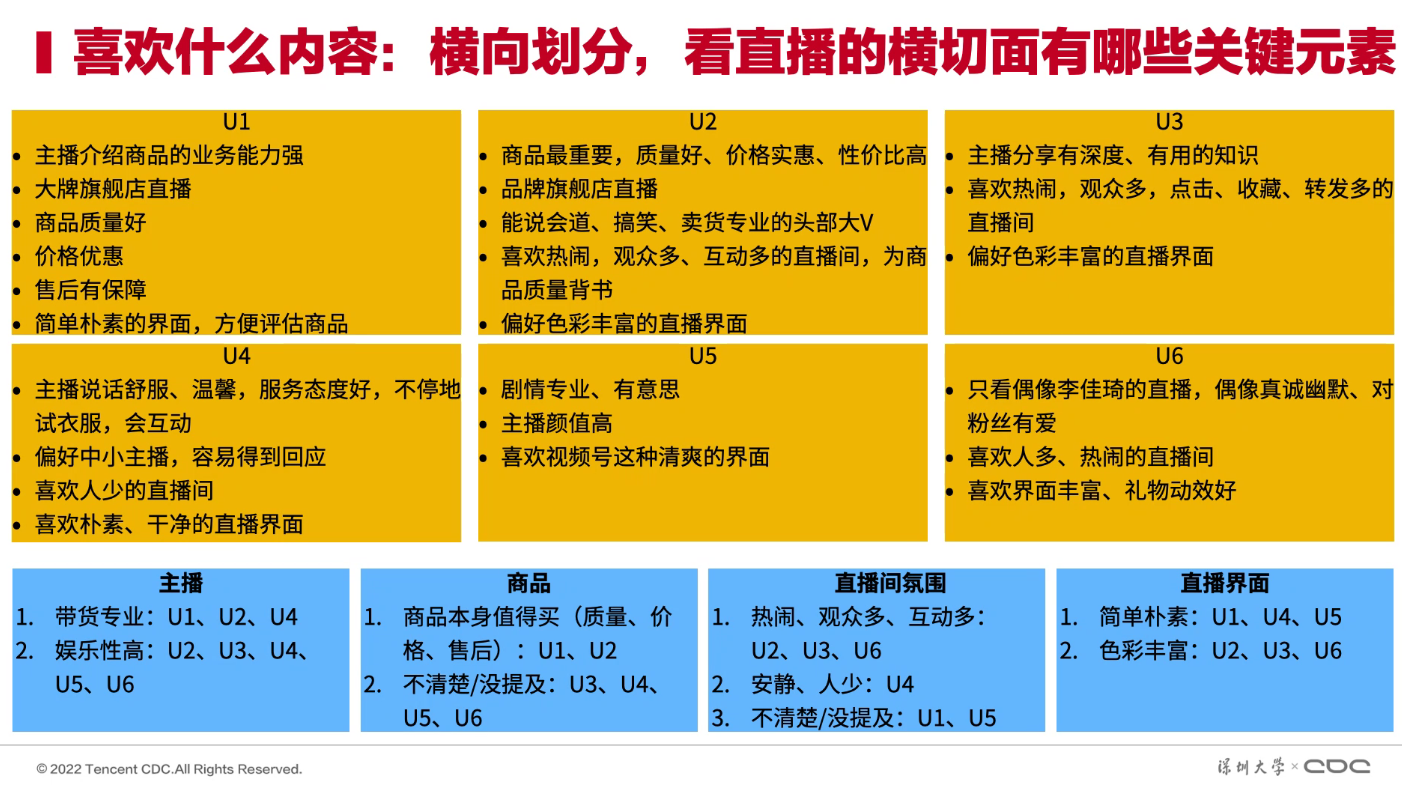 喜欢什么内容：横向划分，看直播的横切面有哪些关键元素
U1
• 主播介绍商品的业务能力强
• 大牌旗舰店直播
• 商品质量好
• 价格优惠
• 售后有保障
• 简单朴素的界面，方便评估商品
U2
• 商品最重要，质量好、价格实惠、性价比高
• 品牌旗舰店直播
• 能说会道、搞笑、卖货专业的头部大V
• 喜欢热闹，观众多、互动多的直播间，为商
品质量背书
• 偏好色彩丰富的直播界面
U3
• 主播分享有深度、有用的知识
• 喜欢热闹，观众多，点击、收藏、转发多的
直播间
• 偏好色彩丰富的直播界面
U4
• 主播说话舒服、温馨，服务态度好，不停地
试衣服，会互动
• 偏好中小主播，容易得到回应
• 喜欢人少的直播间
• 喜欢朴素、干净的直播界面
U5
• 剧情专业、有意思
• 主播颜值高
• 喜欢视频号这种清爽的界面
U6
• 只看偶像李佳琦的直播，偶像真诚幽默、对
粉丝有爱
• 喜欢人多、热闹的直播间
• 喜欢界面丰富、礼物动效好
主播
1. 带货专业：U1、U2、U4
2. 娱乐性高：U2、U3、U4、
U5、U6
商品
1. 商品本身值得买（质量、价
格、售后）：U1、U2
2. 不清楚/没提及：U3、U4、
U5、U6
直播间氛围
1. 热闹、观众多、互动多：
U2、U3、U6
2. 安静、人少：U4
3. 不清楚/没提及：U1、U5
直播界面
1. 简单朴素：U1、U4、U5
2. 色彩丰富：U2、U3、U6
© 2022 Tencent CDC.All Rights Reserved.
深圳大学 × CDC